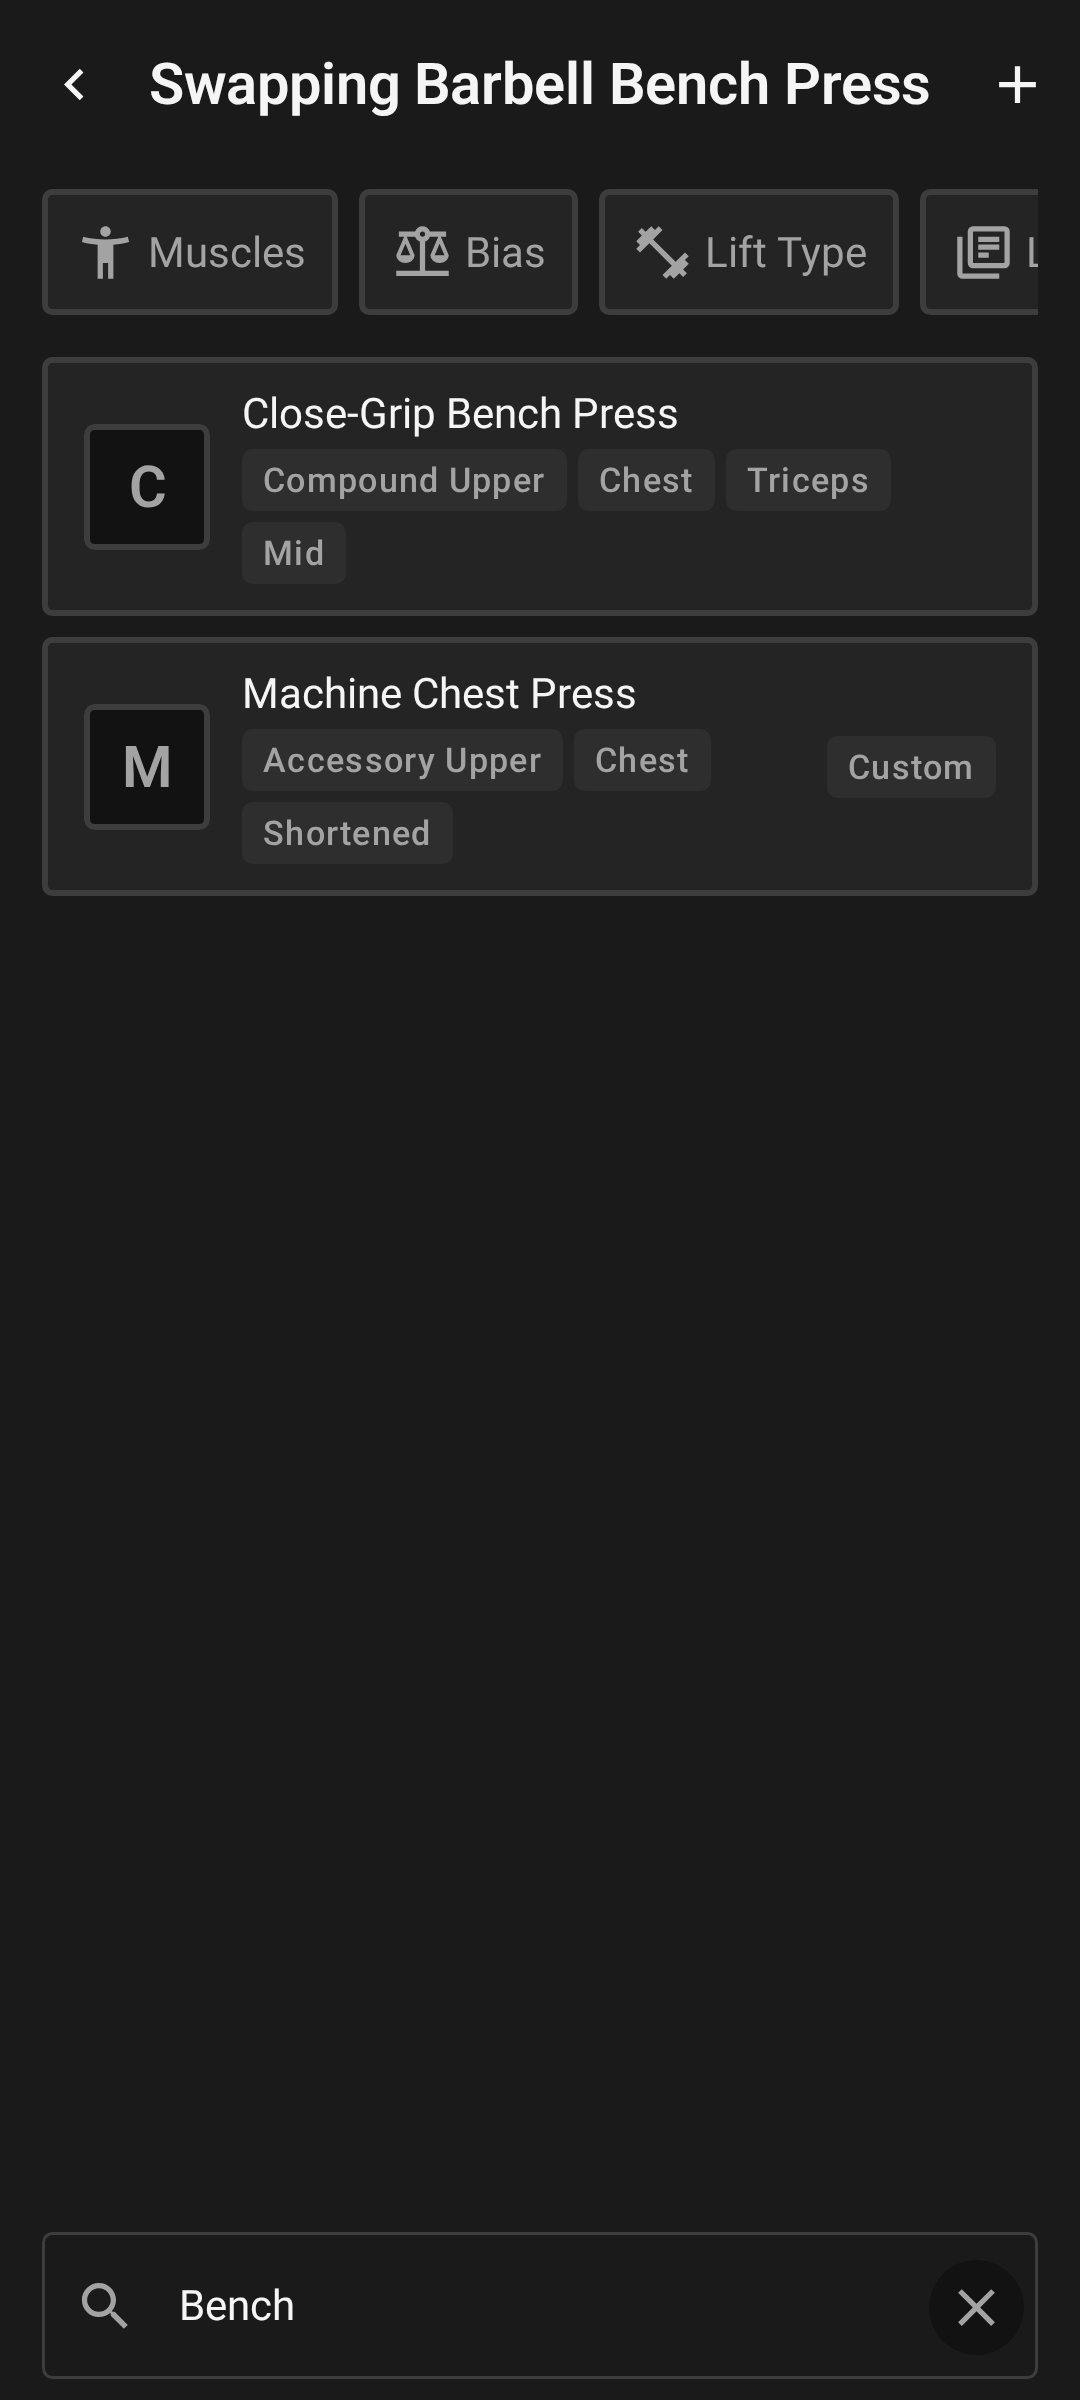 Swapping Barbell Bench Press
Muscles Bias Lift Type
Close-Grip Bench Press
C
Compound Upper Chest Triceps
Mid
Machine Chest Press
M
Accessory Upper Chest
Custom
Shortened
Bench